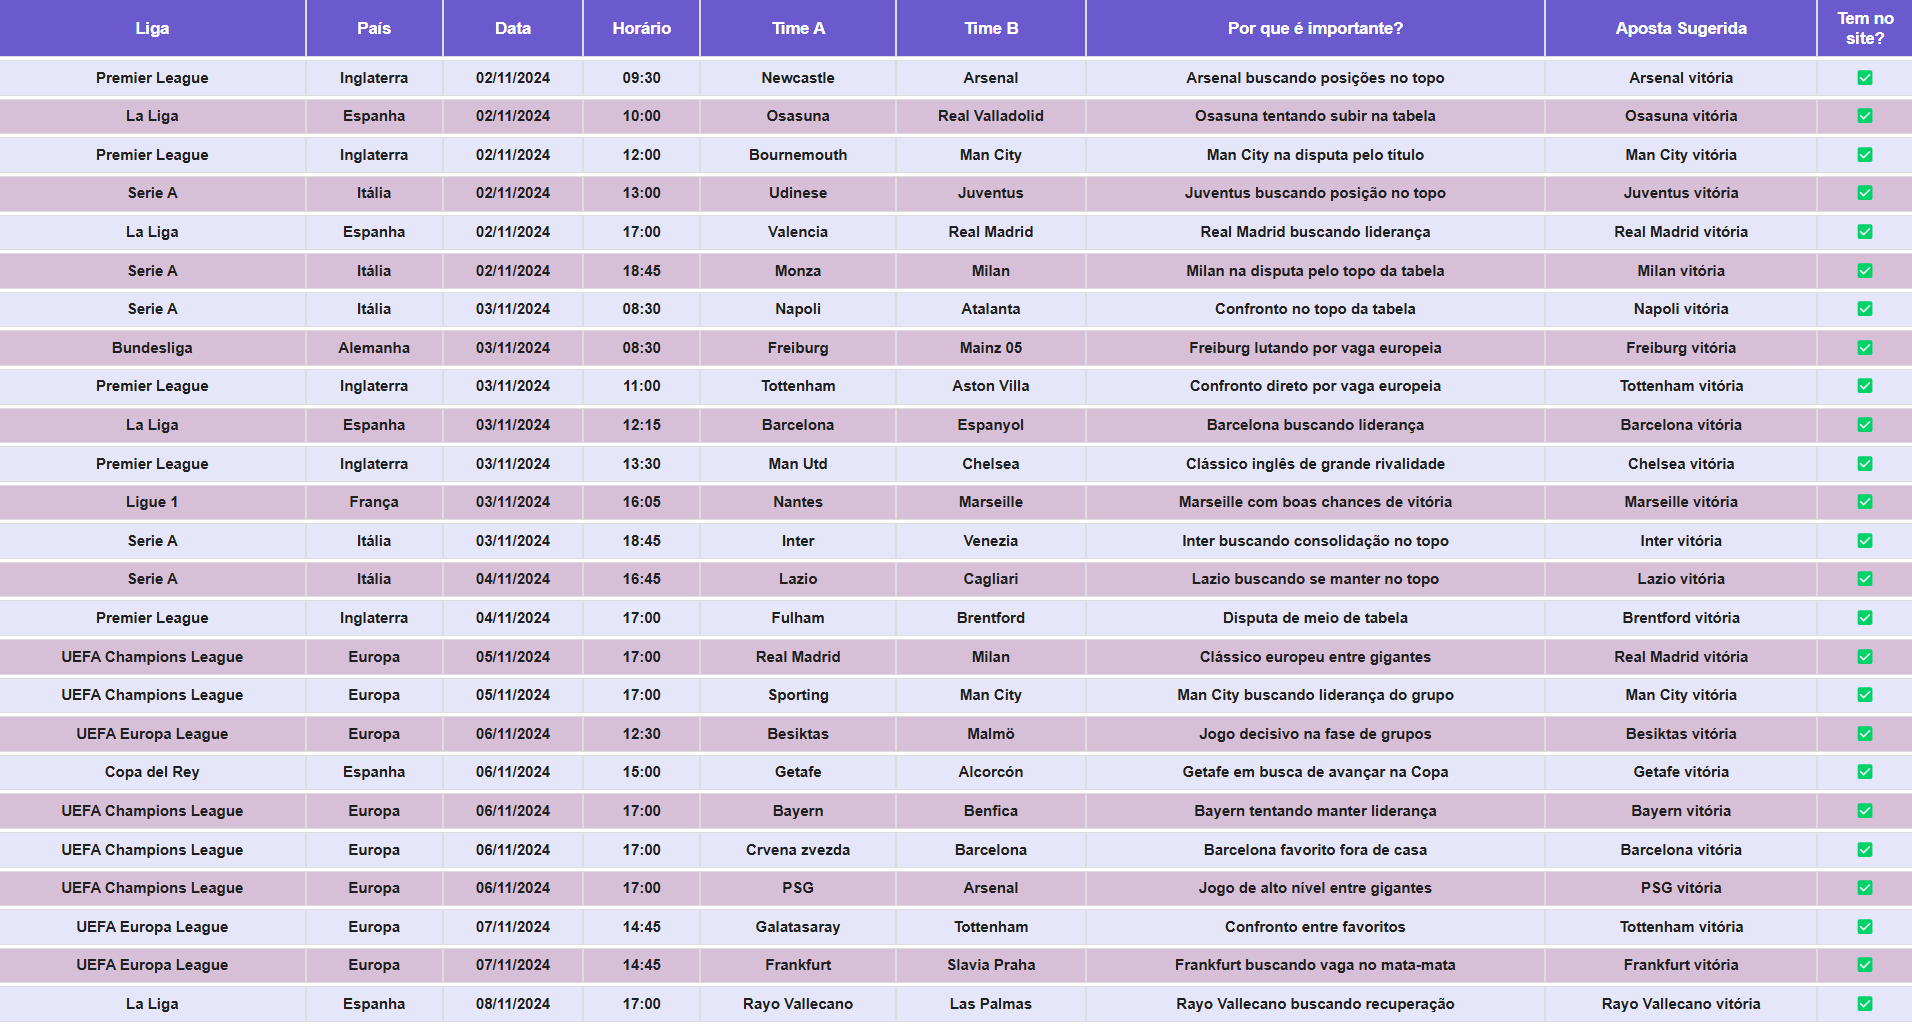 Liga País Data Horário Time A Time B Por que é importante? Aposta Sugerida Tem no site?
Premier League Inglaterra 02/11/2024 09:30 Newcastle Arsenal Arsenal buscando posições no topo Arsenal vitória ✅
La Liga Espanha 02/11/2024 10:00 Osasuna Real Valladolid Osasuna tentando subir na tabela Osasuna vitória ✅
Premier League Inglaterra 02/11/2024 12:00 Bournemouth Man City Man City na disputa pelo título Man City vitória ✅
Serie A Itália 02/11/2024 13:00 Udinese Juventus Juventus buscando posição no topo Juventus vitória ✅
La Liga Espanha 02/11/2024 17:00 Valencia Real Madrid Real Madrid buscando liderança Real Madrid vitória ✅
Serie A Itália 02/11/2024 18:45 Monza Milan Milan na disputa pelo topo da tabela Milan vitória ✅
Serie A Itália 03/11/2024 08:30 Napoli Atalanta Confronto no topo da tabela Napoli vitória ✅
Bundesliga Alemanha 03/11/2024 08:30 Freiburg Mainz 05 Freiburg lutando por vaga europeia Freiburg vitória ✅
Premier League Inglaterra 03/11/2024 11:00 Tottenham Aston Villa Confronto direto por vaga europeia Tottenham vitória ✅
La Liga Espanha 03/11/2024 12:15 Barcelona Espanyol Barcelona buscando liderança Barcelona vitória ✅
Premier League Inglaterra 03/11/2024 13:30 Man Utd Chelsea Clássico inglês de grande rivalidade Chelsea vitória ✅
Ligue 1 França 03/11/2024 16:05 Nantes Marseille Marseille com boas chances de vitória Marseille vitória ✅
Serie A Itália 03/11/2024 18:45 Inter Venezia Inter buscando consolidação no topo Inter vitória ✅
Serie A Itália 04/11/2024 16:45 Lazio Cagliari Lazio buscando se manter no topo Lazio vitória ✅
Premier League Inglaterra 04/11/2024 17:00 Fulham Brentford Disputa de meio de tabela Brentford vitória ✅
UEFA Champions League Europa 05/11/2024 17:00 Real Madrid Milan Clássico europeu entre gigantes Real Madrid vitória ✅
UEFA Champions League Europa 05/11/2024 17:00 Sporting Man City Man City buscando liderança do grupo Man City vitória ✅
UEFA Europa League Europa 06/11/2024 12:30 Besiktas Malmö Jogo decisivo na fase de grupos Besiktas vitória ✅
Copa del Rey Espanha 06/11/2024 15:00 Getafe Alcorcón Getafe em busca de avançar na Copa Getafe vitória ✅
UEFA Champions League Europa 06/11/2024 17:00 Bayern Benfica Bayern tentando manter liderança Bayern vitória ✅
UEFA Champions League Europa 06/11/2024 17:00 Crvena zvezda Barcelona Barcelona favorito fora de casa Barcelona vitória ✅
UEFA Champions League Europa 06/11/2024 17:00 PSG Arsenal Jogo de alto nível entre gigantes PSG vitória ✅
UEFA Europa League Europa 07/11/2024 14:45 Galatasaray Tottenham Confronto entre favoritos Tottenham vitória ✅
UEFA Europa League Europa 07/11/2024 14:45 Frankfurt Slavia Praha Frankfurt buscando vaga no mata-mata Frankfurt vitória ✅
La Liga Espanha 08/11/2024 17:00 Rayo Vallecano Las Palmas Rayo Vallecano buscando recuperação Rayo Vallecano vitória ✅